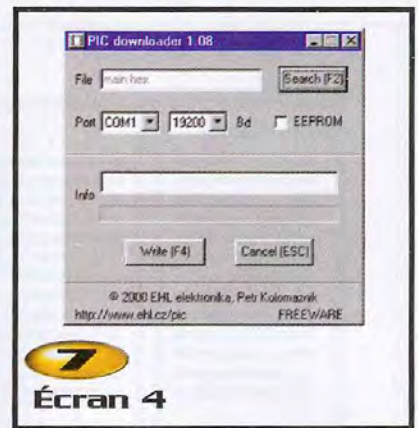 PIC downloader 1.08
File main.hex Search (F2)
Port COM1 19200 Bd EEPROM
Info
Write (F4) Cancel (ESC)
© 2000 EHL elektronika, Petr Kolomaznik
http://www.ehl.cz/pic FREEWARE
7
Écran 4